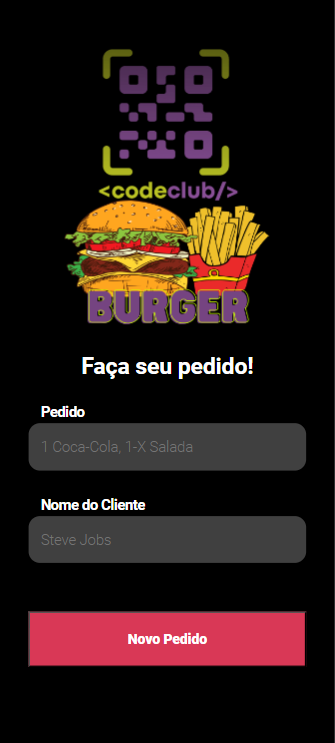 <codeclub/>
BURGER
Faça seu pedido!
Pedido
1 Coca-Cola, 1-X Salada
Nome do Cliente
Steve Jobs
Novo Pedido